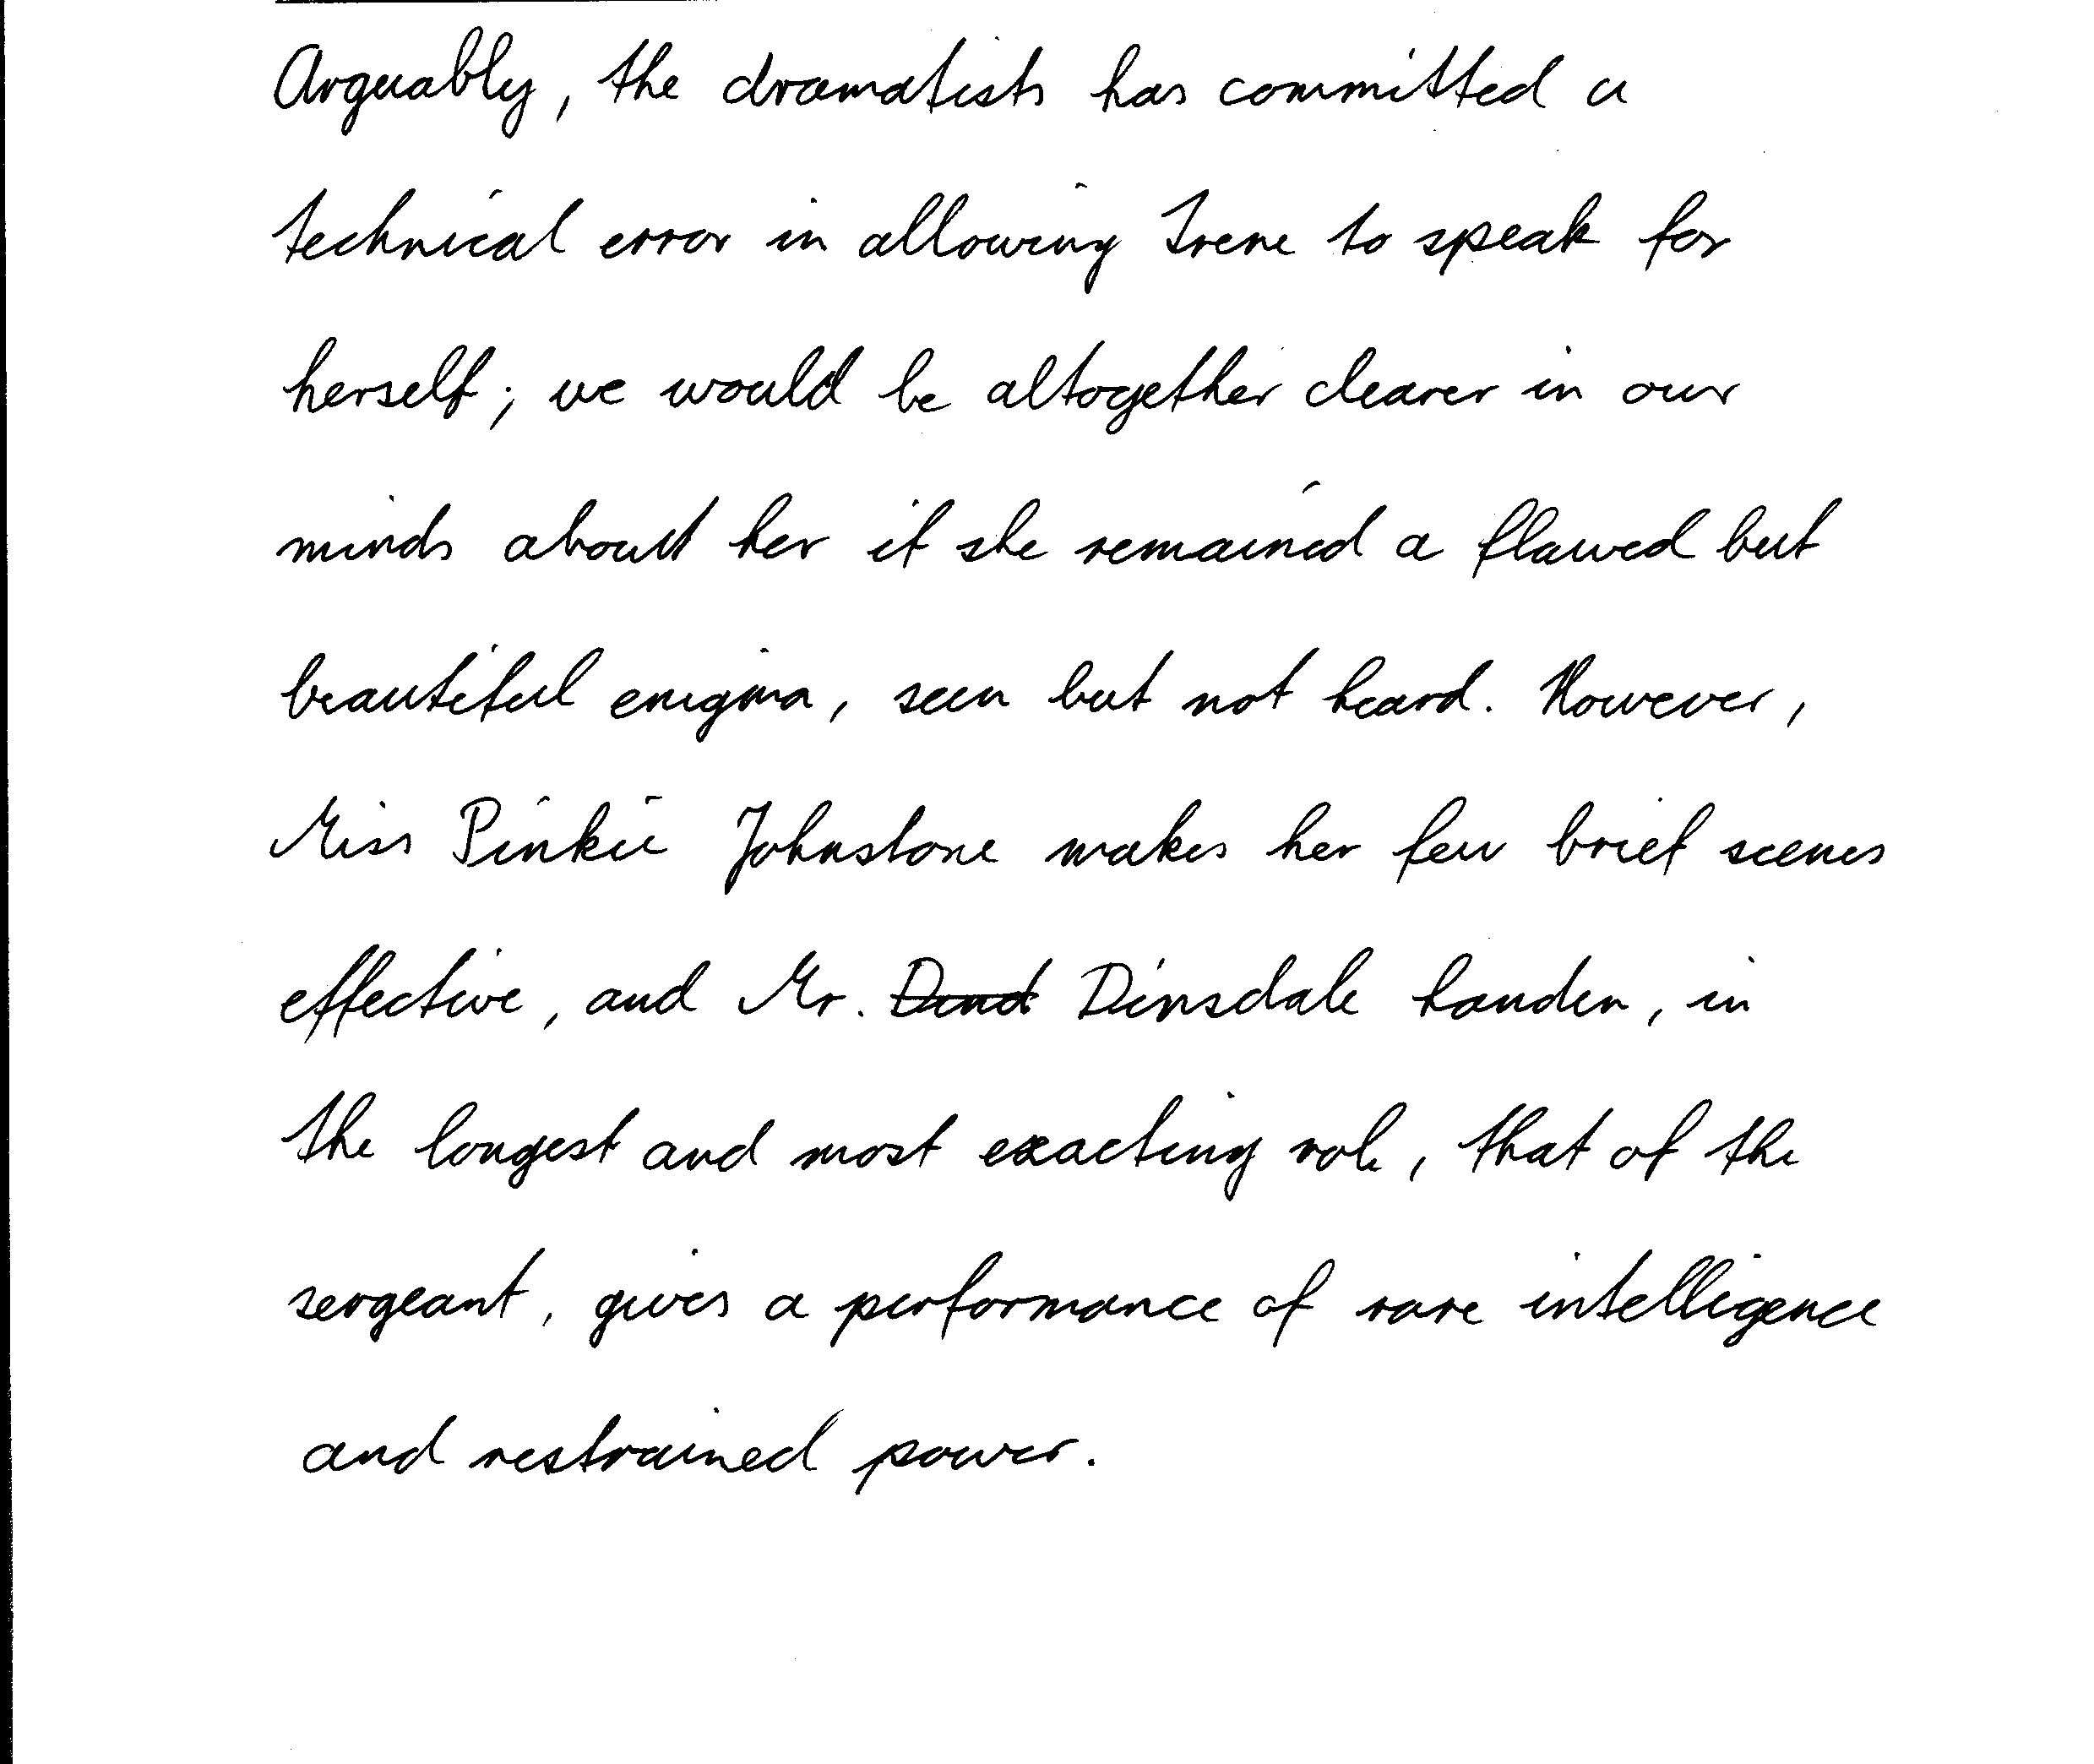 Arguably, the dramatists has committed a
technical error in allowing Irene to speak for
herself; we would be altogether clearer in our
minds about her if she remained a flawed but
beautiful enigma, seen but not heard. However,
Miss Pinkie Johnstone makes her few brief scenes
effective, and Mr. Dinsdale Landen, in
the longest and most exacting role, that of the
sergeant, gives a performance of rare intelligence
and restrained power.